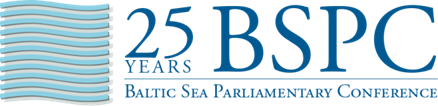 25 YEARS BSPC
BALTIC SEA PARLIAMENTARY CONFERENCE